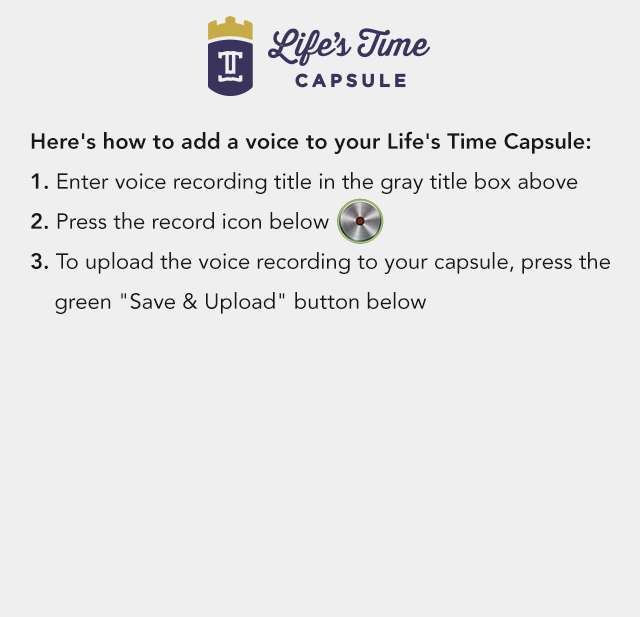 Life's Time
CAPSULE
Here's how to add a voice to your Life's Time Capsule:
1. Enter voice recording title in the gray title box above
2. Press the record icon below
3. To upload the voice recording to your capsule, press the
green "Save & Upload" button below